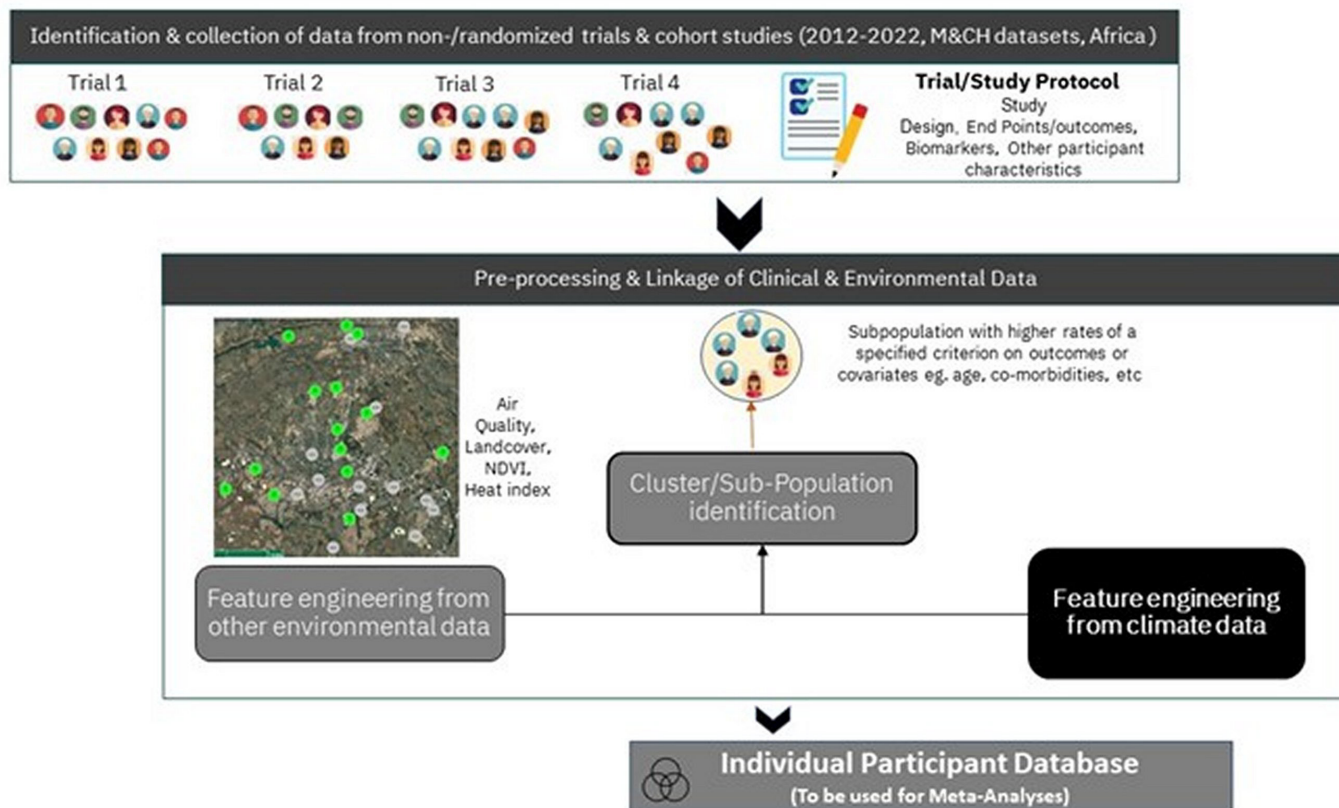 Identification & collection of data from non-/randomized trials & cohort studies (2012-2022, M&CH datasets, Africa )
Trial 1
Trial 2
Trial 3
Trial 4
Trial/Study Protocol
Study
Design, End Points/outcomes,
Biomarkers, Other participant
characteristics
Pre-processing & Linkage of Clinical & Environmental Data
Subpopulation with higher rates of a
specified criterion on outcomes or
covariates eg. age, co-morbidities, etc
Air
Quality,
Landcover,
NDVI,
Heat index
Cluster/Sub-Population
identification
Feature engineering from
other environmental data
Feature engineering
from climate data
Individual Participant Database
(To be used for Meta-Analyses)